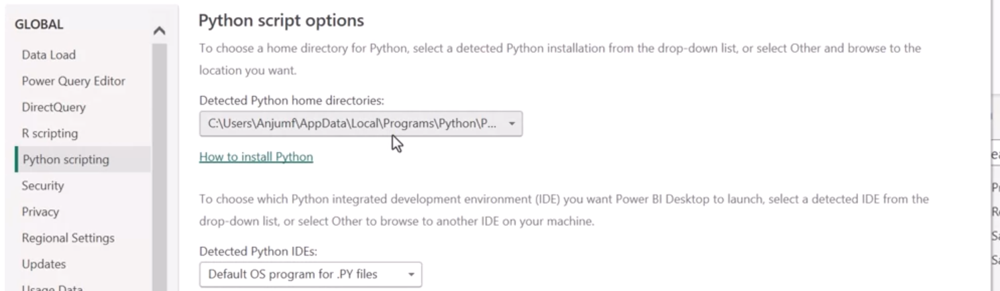 GLOBAL
Data Load
Power Query Editor
DirectQuery
R scripting
Python scripting
Security
Privacy
Regional Settings
Updates
Usage Data
Python script options
To choose a home directory for Python, select a detected Python installation from the drop-down list, or select Other and browse to the
location you want.
Detected Python home directories:
C:\Users\Anjumf\AppData\Local\Programs\Python\P...
How to install Python
To choose which Python integrated development environment (IDE) you want Power BI Desktop to launch, select a detected IDE from the
drop-down list, or select Other to browse to another IDE on your machine.
Detected Python IDEs:
Default OS program for .PY files